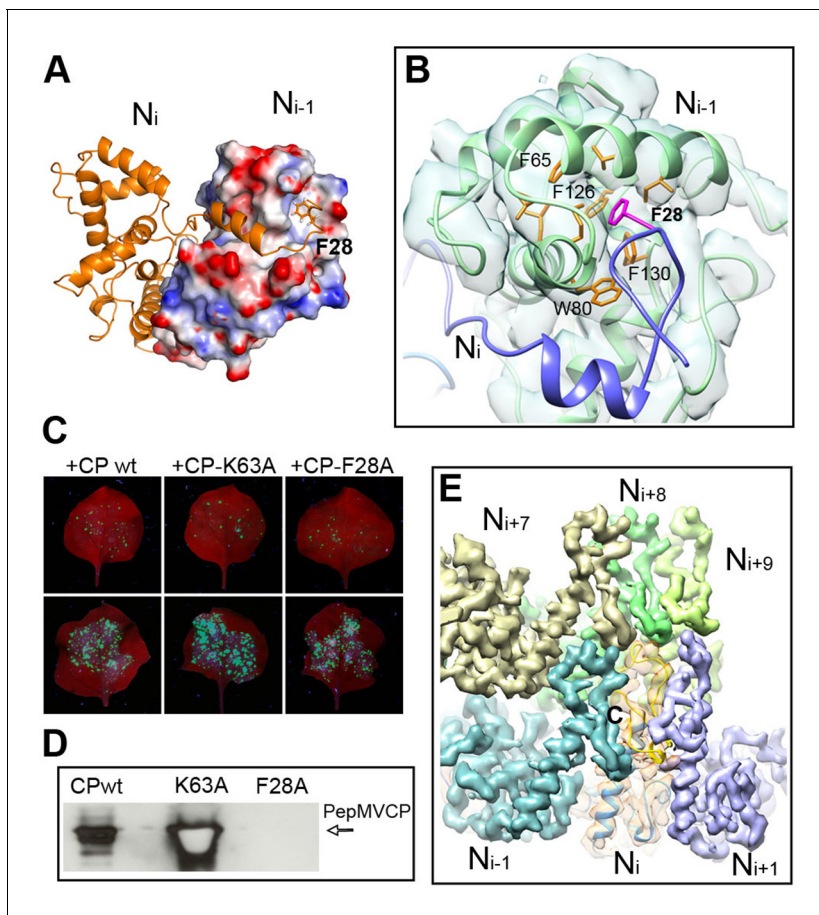 A
Ni
Ni-1
F28
B
Ni-1
F65
F126
F28
F130
W80
Ni
C
+CP wt
+CP-K63A
+CP-F28A
D
CPwt
K63A
F28A
PepMVCP
E
Ni+8
Ni+7
Ni+9
C
Ni-1
Ni
Ni+1